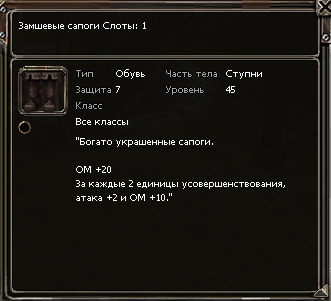 Замшевые сапоги Слоты: 1
Тип Обувь Часть тела Ступни
Защита 7 Уровень 45
Класс
Все классы
"Богато украшенные сапоги.
ОМ +20
За каждые 2 единицы усовершенствования,
атака +2 и ОМ +10."